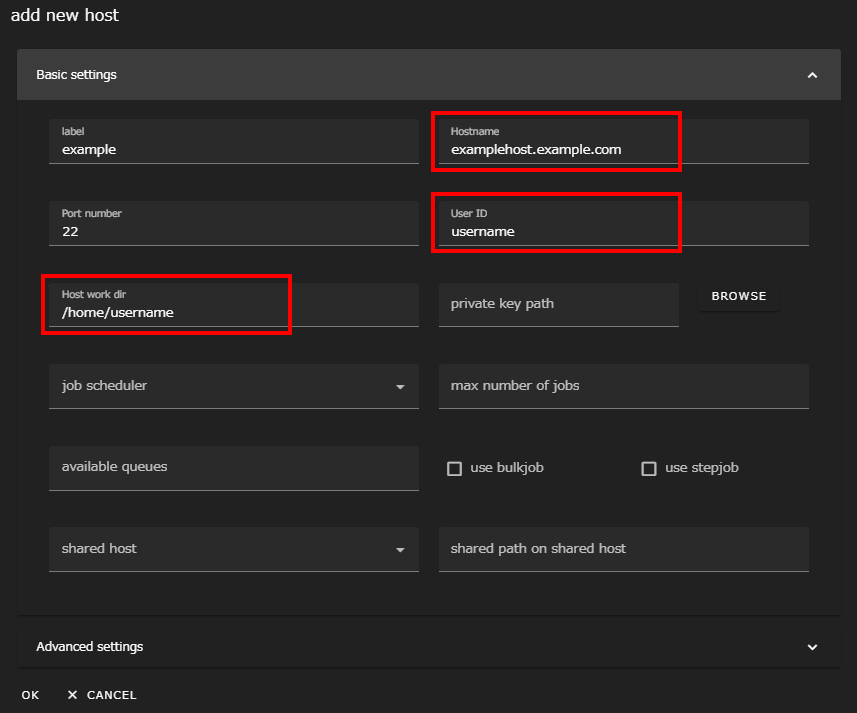 add new host
Basic settings
label
example
Hostname
examplehost.example.com
Port number
22
User ID
username
Host work dir
/home/username
private key path
BROWSE
job scheduler
max number of jobs
available queues
use bulkjob
use stepjob
shared host
shared path on shared host
Advanced settings
OK
CANCEL